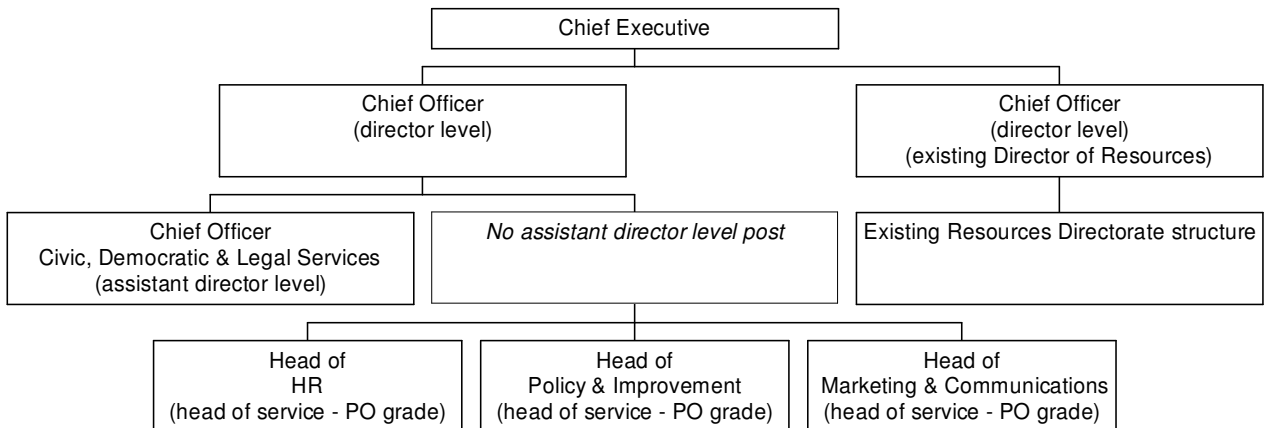 Chief Executive
Chief Officer
(director level)
Chief Officer
(director level)
(existing Director of Resources)
Chief Officer
Civic, Democratic & Legal Services
(assistant director level)
No assistant director level post
Existing Resources Directorate structure
Head of
HR
(head of service - PO grade)
Head of
Policy & Improvement
(head of service - PO grade)
Head of
Marketing & Communications
(head of service - PO grade)